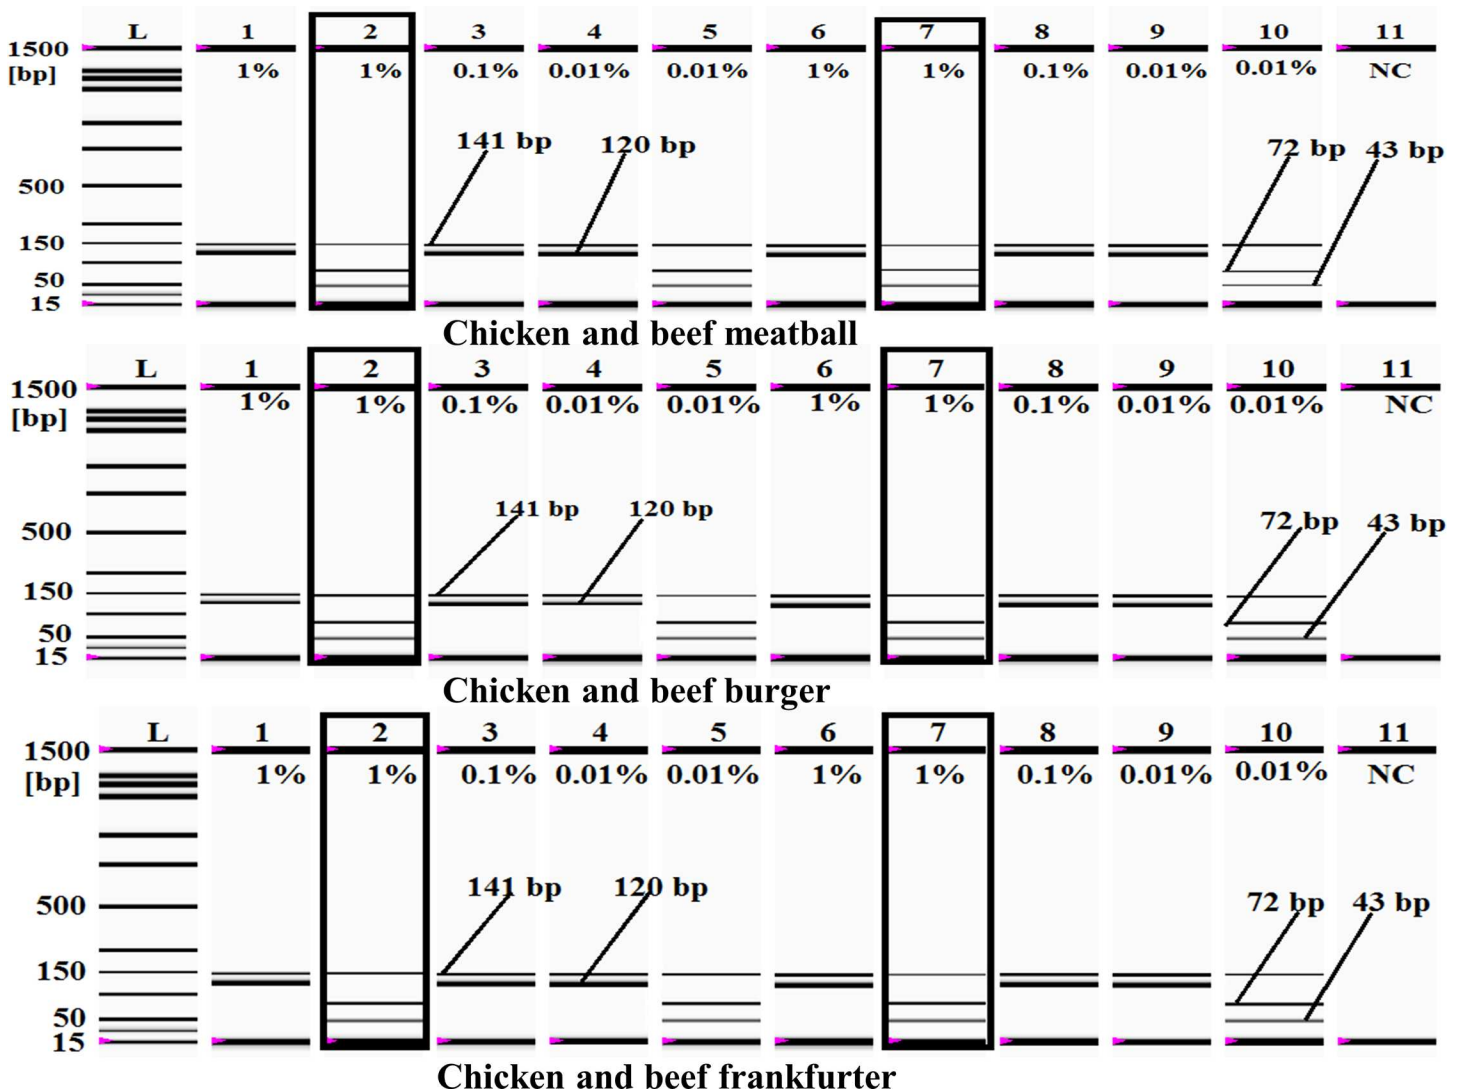 L 1 2 3 4 5 6 7 8 9 10 11
1500
[bp] 1% 1% 0.1% 0.01% 0.01% 1% 1% 0.1% 0.01% 0.01% NC
141 bp 120 bp 72 bp 43 bp
500
150
50
15
Chicken and beef meatball
L 1 2 3 4 5 6 7 8 9 10 11
1500
[bp] 1% 1% 0.1% 0.01% 0.01% 1% 1% 0.1% 0.01% 0.01% NC
141 bp 120 bp 72 bp 43 bp
500
150
50
15
Chicken and beef burger
L 1 2 3 4 5 6 7 8 9 10 11
1500
[bp] 1% 1% 0.1% 0.01% 0.01% 1% 1% 0.1% 0.01% 0.01% NC
141 bp 120 bp 72 bp 43 bp
500
150
50
15
Chicken and beef frankfurter